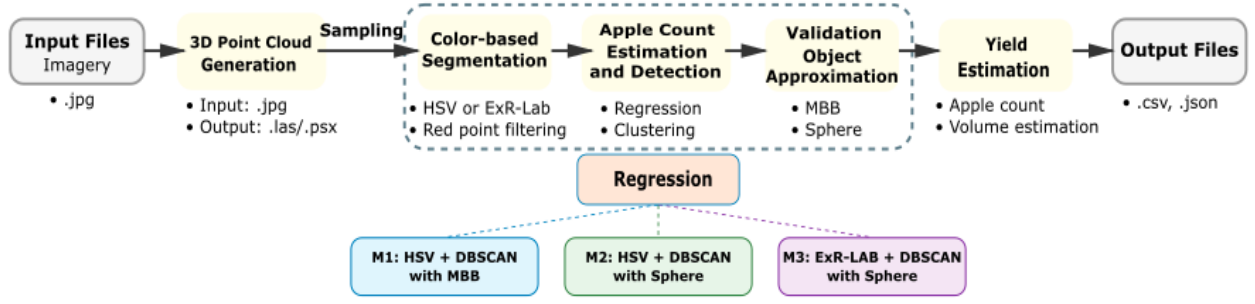 Input Files
Imagery
• .jpg
3D Point Cloud
Generation
• Input: .jpg
• Output: .las/.psx
Sampling
Color-based
Segmentation
• HSV or ExR-Lab
• Red point filtering
Apple Count
Estimation
and Detection
• Regression
• Clustering
Validation
Object
Approximation
• MBB
• Sphere
Yield
Estimation
• Apple count
• Volume estimation
Output Files
• .csv, .json
Regression
M1: HSV + DBSCAN
with MBB
M2: HSV + DBSCAN
with Sphere
M3: ExR-LAB + DBSCAN
with Sphere